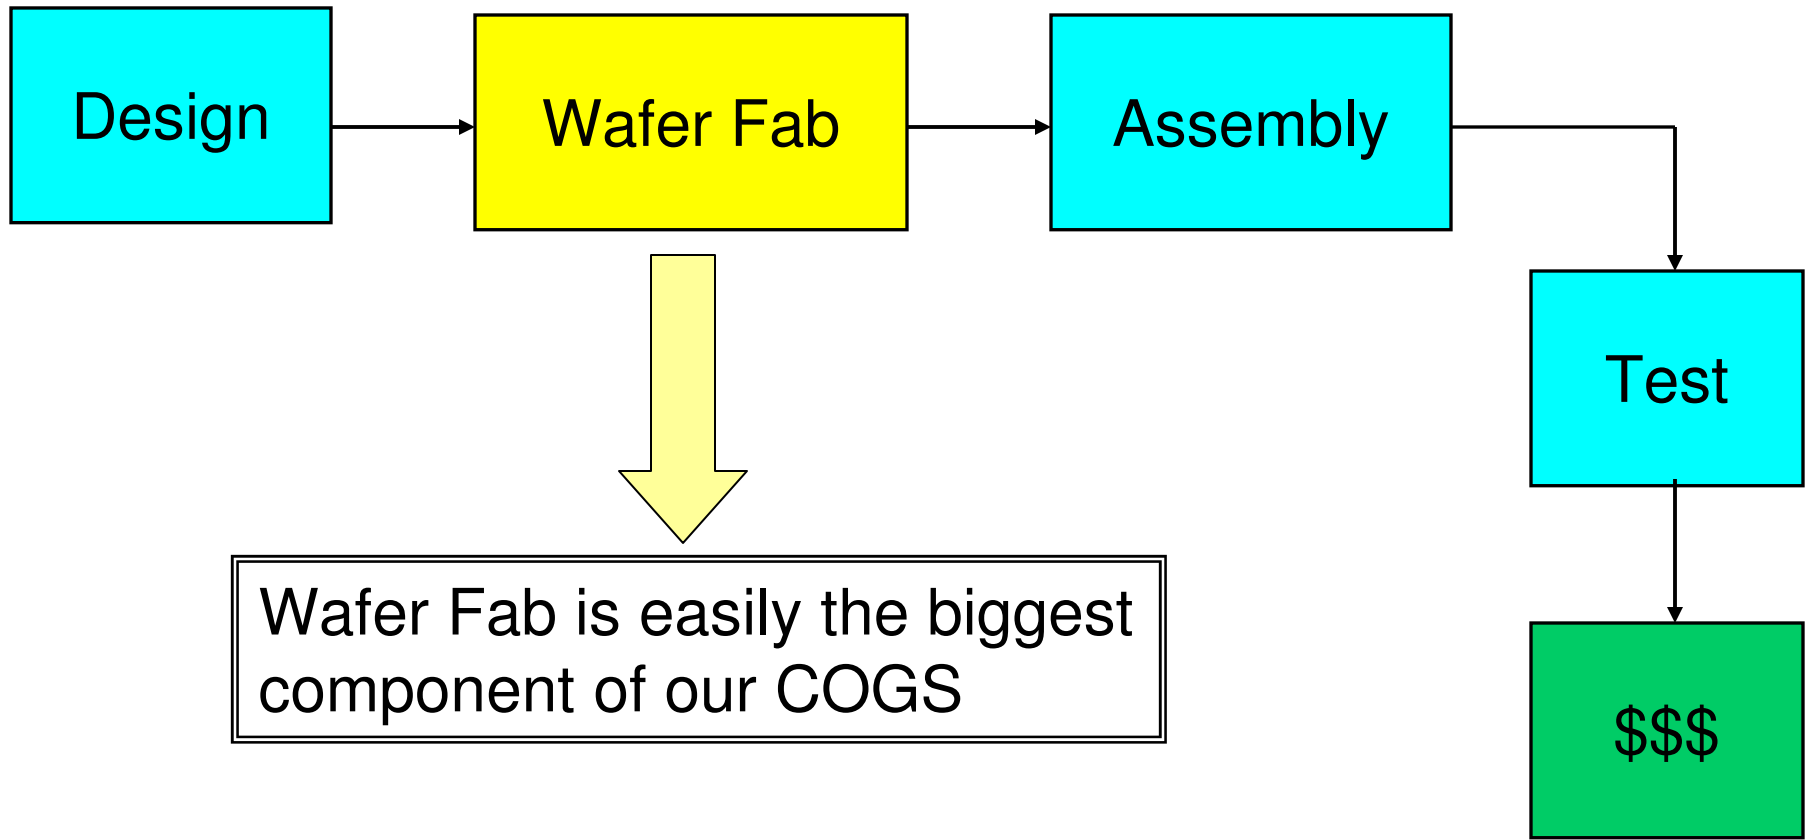 Design
Wafer Fab
Assembly
Test
Wafer Fab is easily the biggest
component of our COGS
$$$